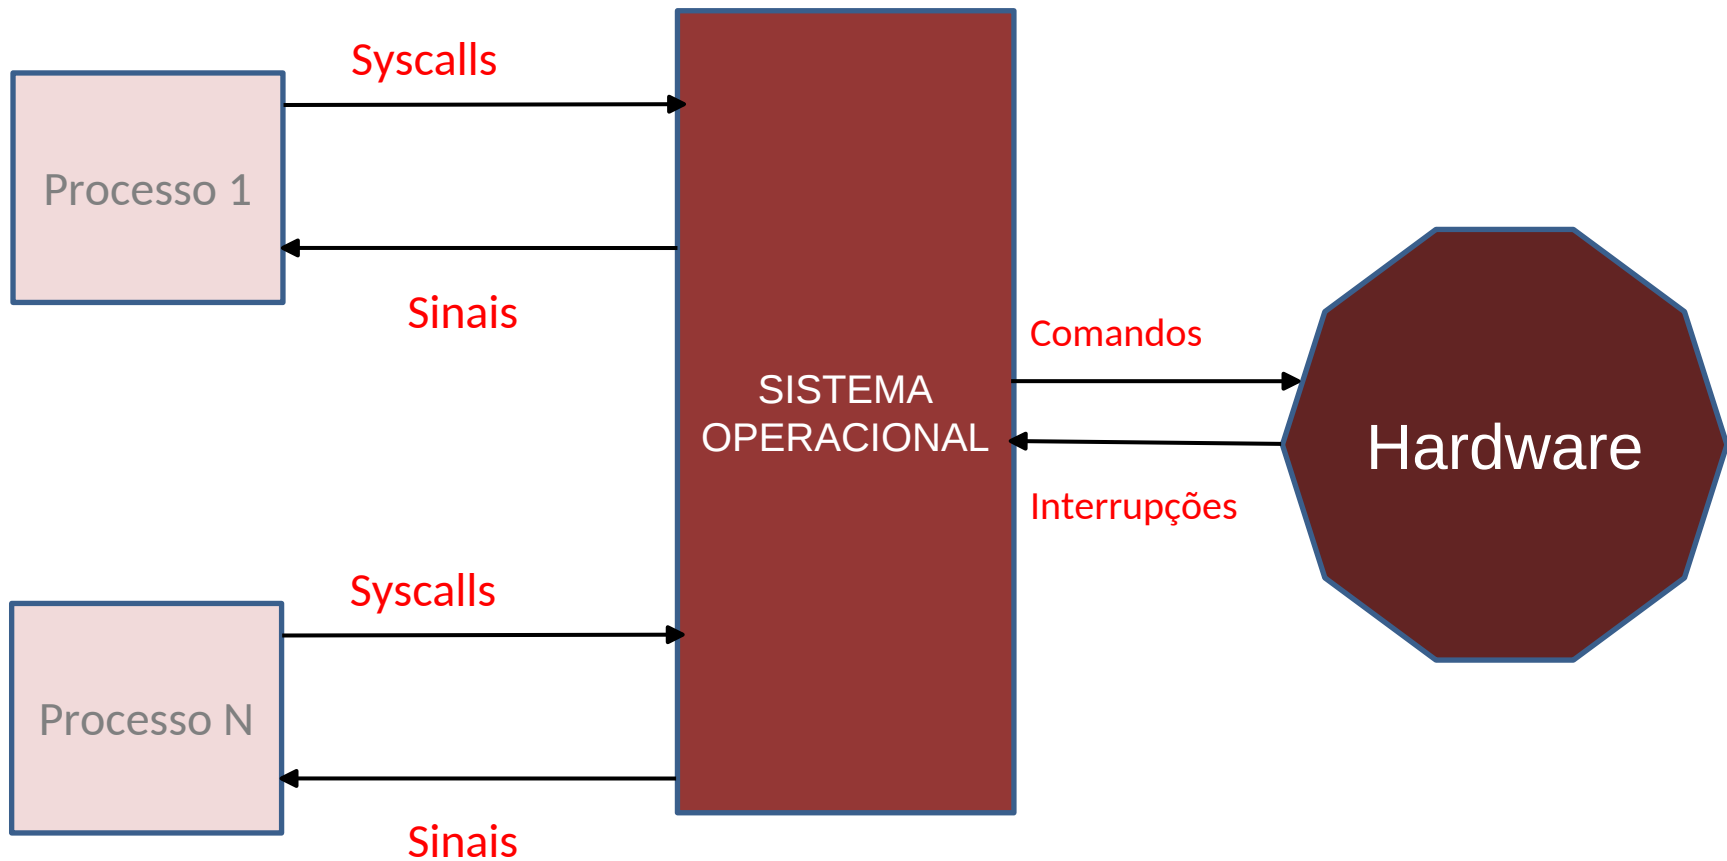 Syscalls
Processo 1
Sinais
SISTEMA
OPERACIONAL
Comandos
Interrupções
Hardware
Syscalls
Processo N
Sinais